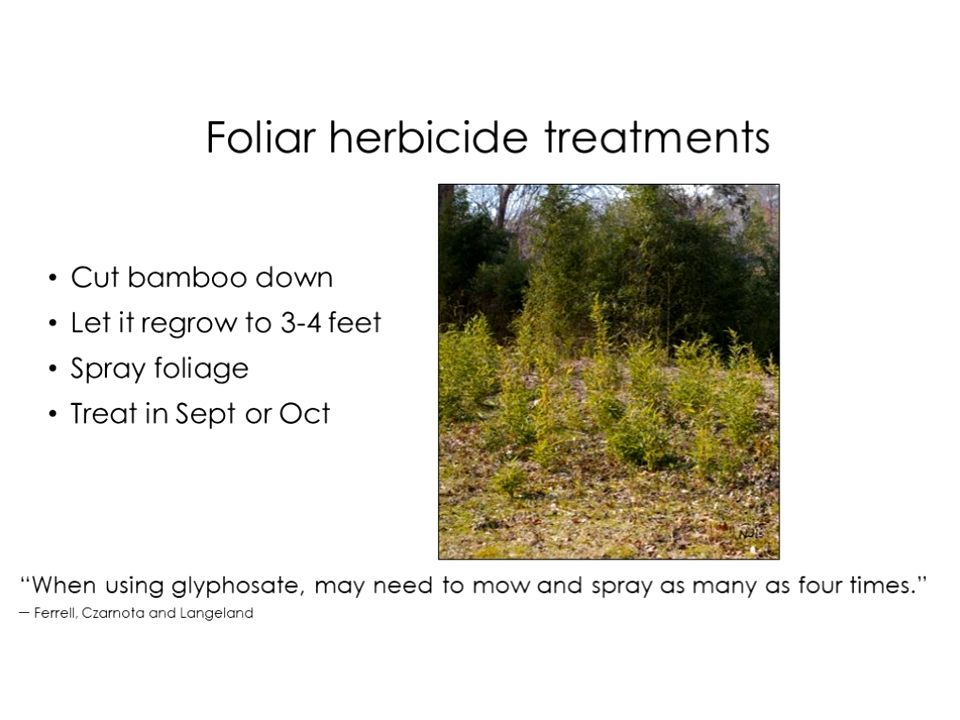 Foliar herbicide treatments
• Cut bamboo down
• Let it regrow to 3-4 feet
• Spray foliage
• Treat in Sept or Oct
“When using glyphosate, may need to mow and spray as many as four times.”
— Ferrell, Czarnota and Langeland